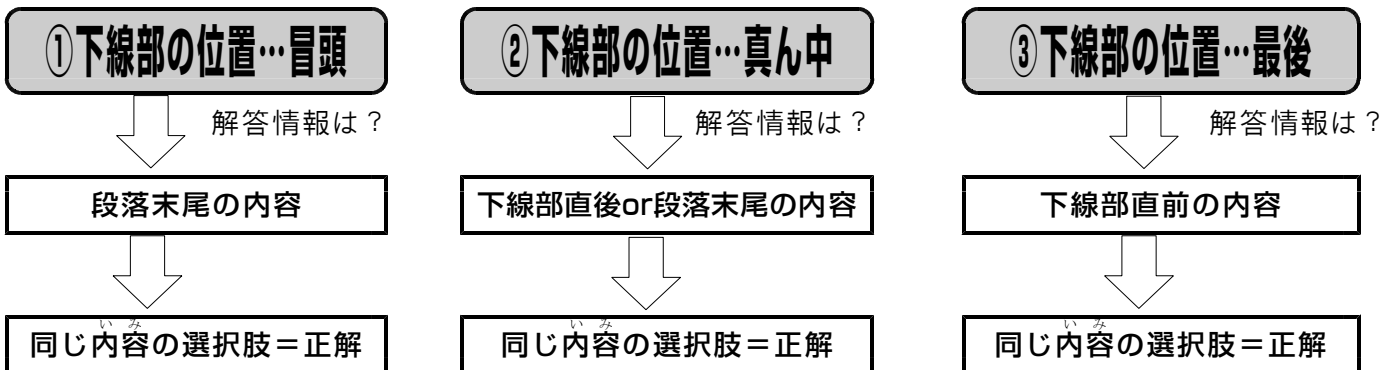 ①下線部の位置…冒頭
解答情報は？
段落末尾の内容
いみ
同じ内容の選択肢＝正解
②下線部の位置…真ん中
解答情報は？
下線部直後or段落末尾の内容
いみ
同じ内容の選択肢＝正解
③下線部の位置…最後
解答情報は？
下線部直前の内容
いみ
同じ内容の選択肢＝正解